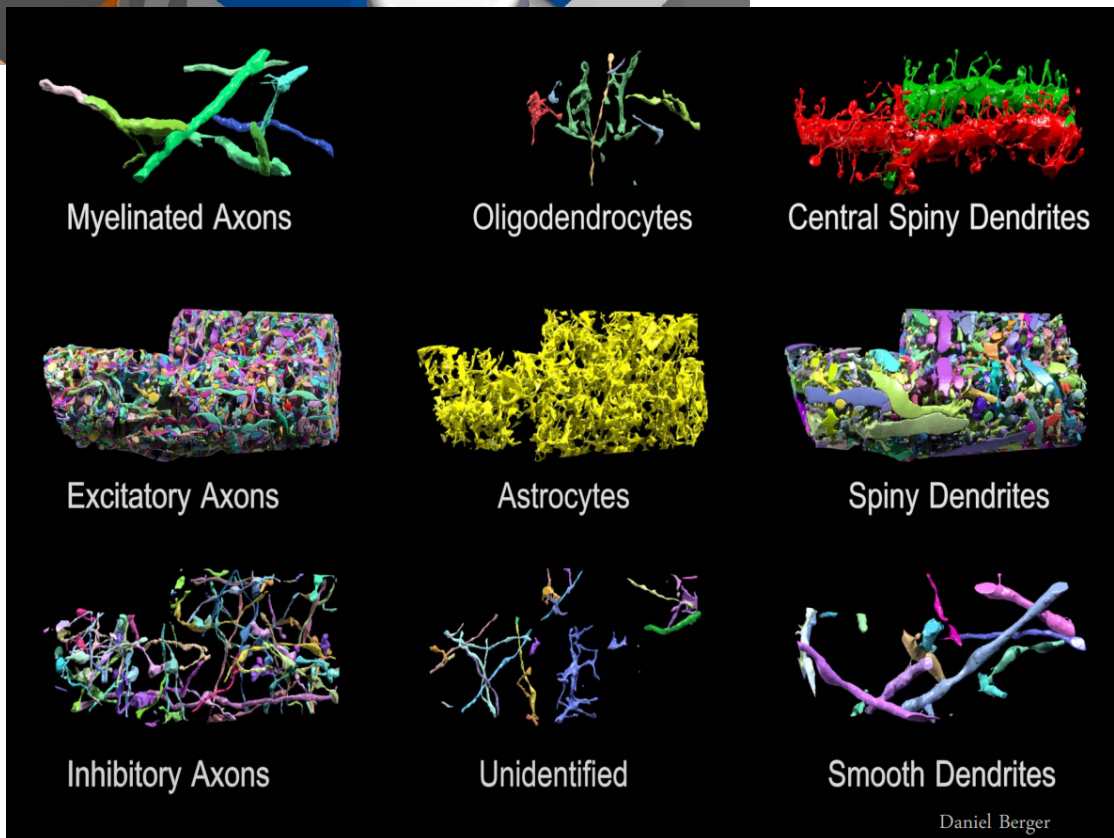 Myelinated Axons
Oligodendrocytes
Central Spiny Dendrites
Excitatory Axons
Astrocytes
Spiny Dendrites
Inhibitory Axons
Unidentified
Smooth Dendrites
Daniel Berger